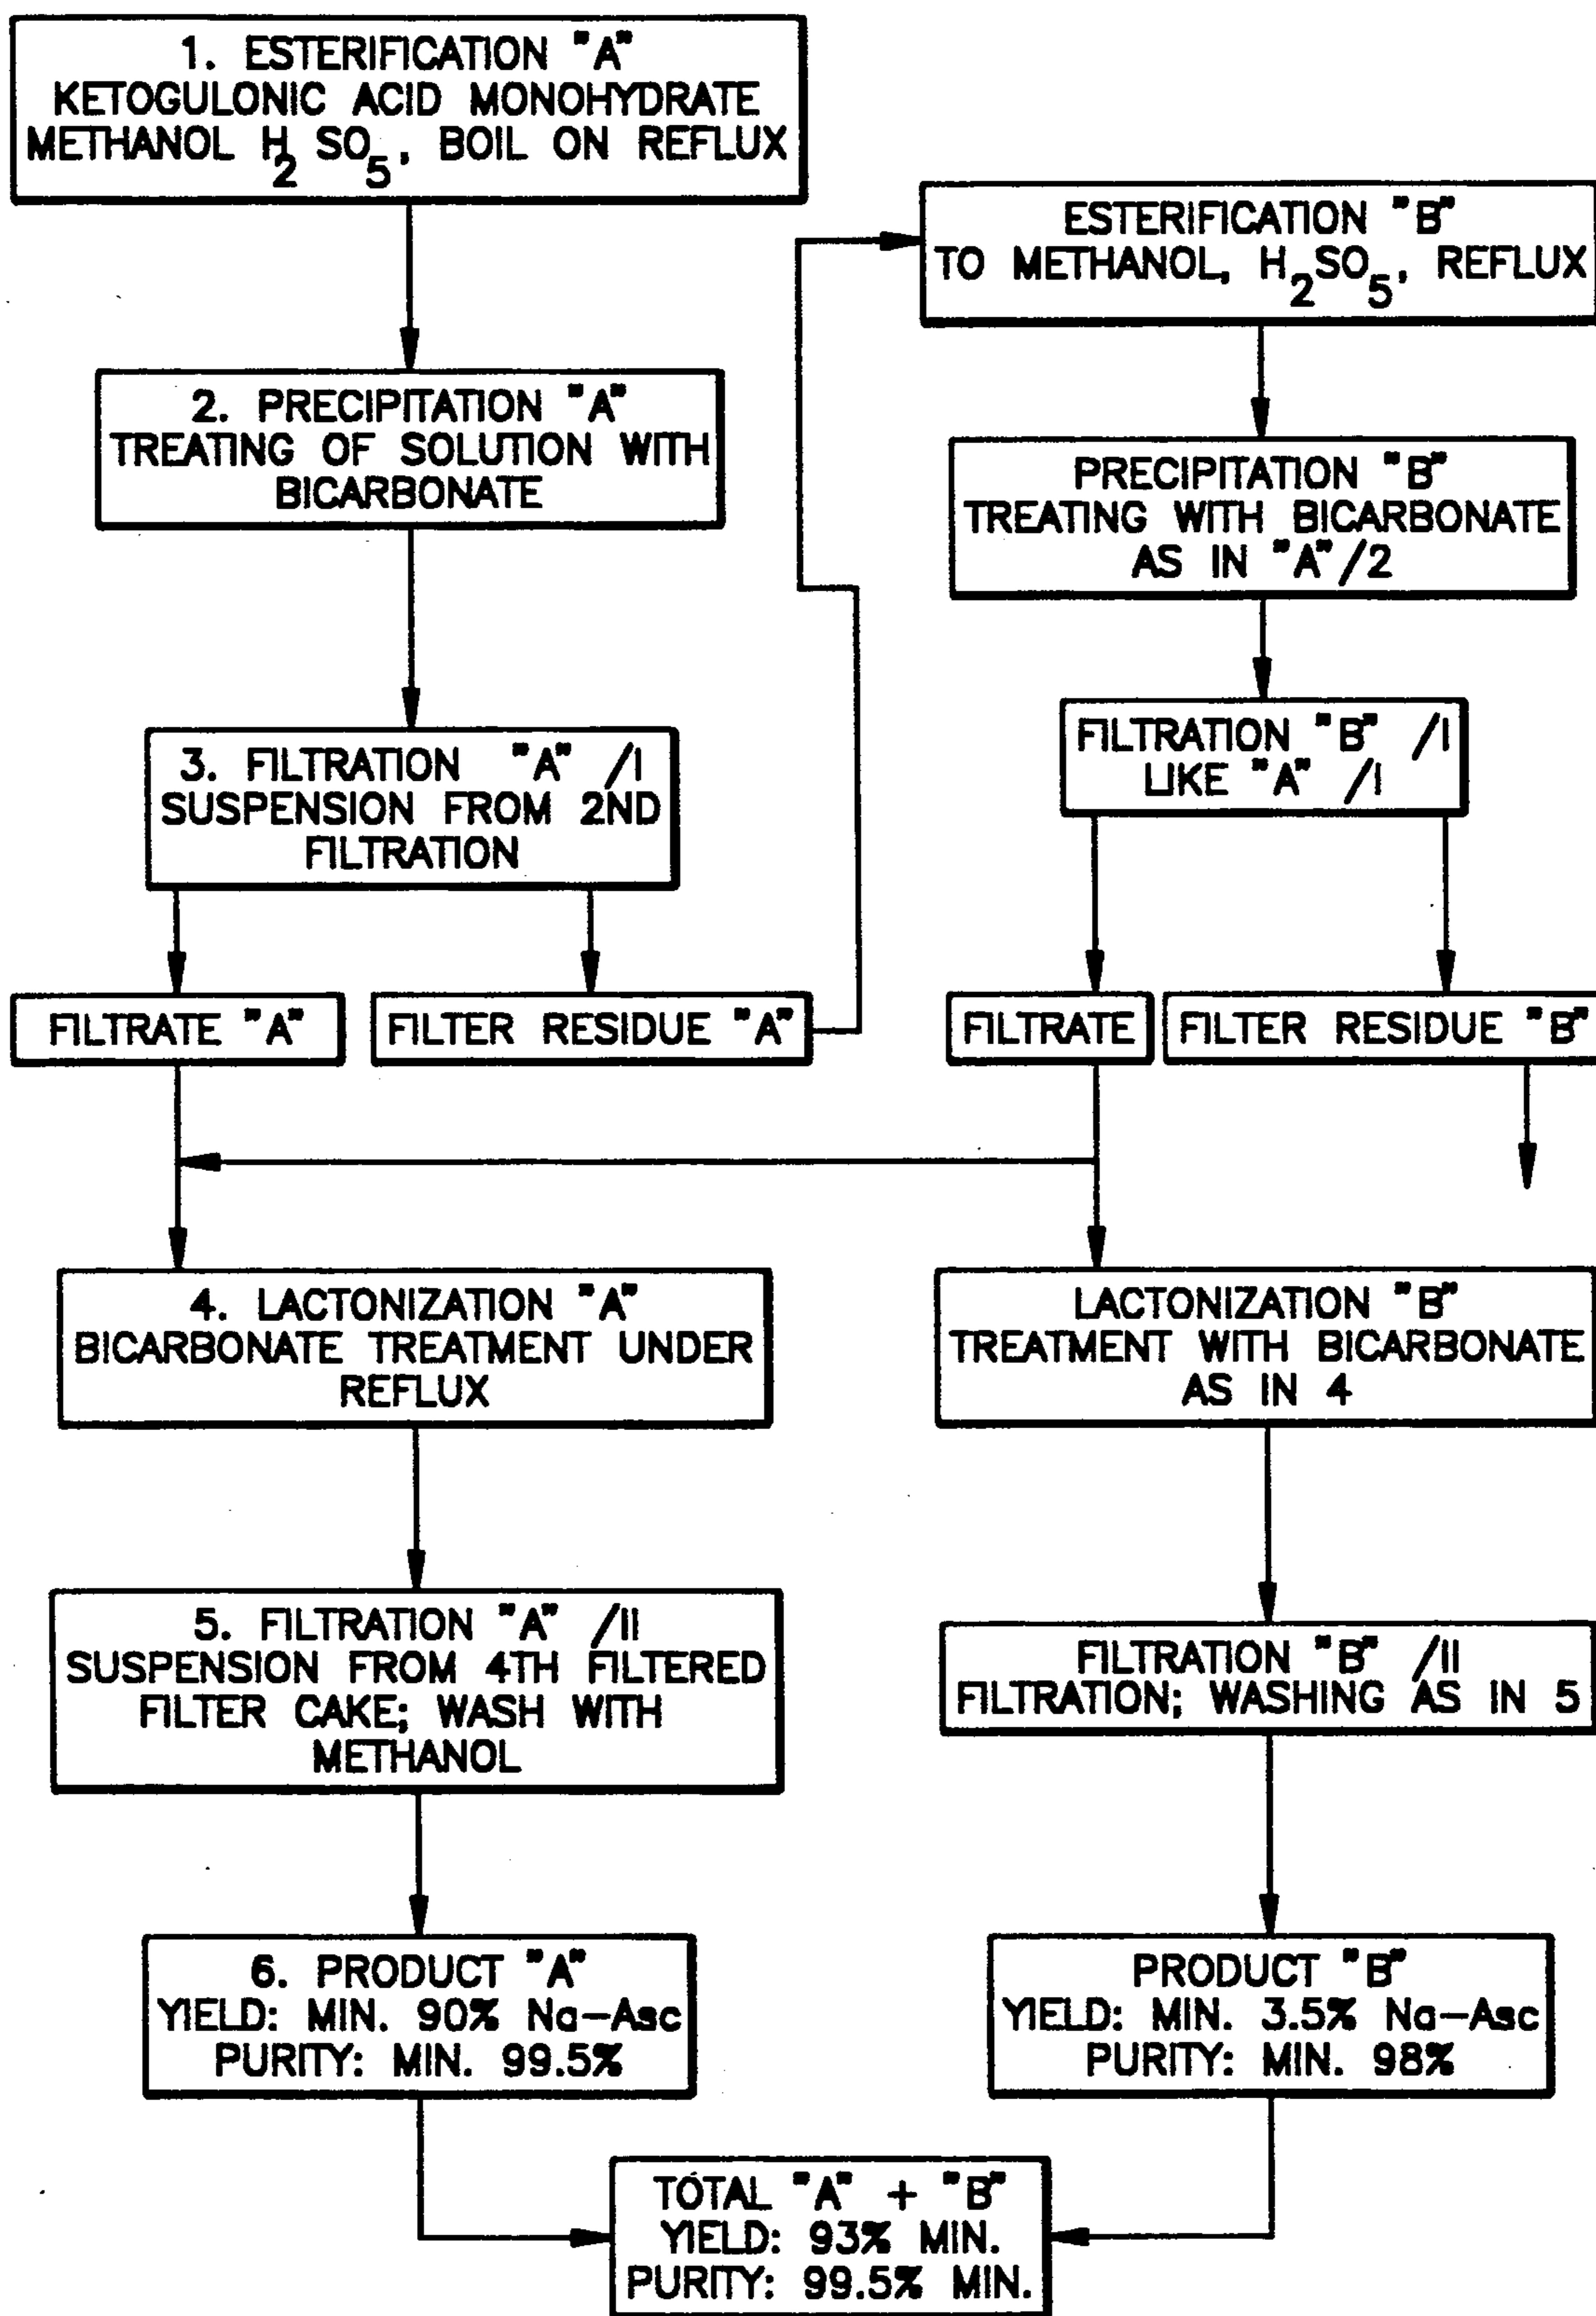 1. ESTERIFICATION "A"
KETOGULONIC ACID MONOHYDRATE
METHANOL H2 SO5, BOIL ON REFLUX
2. PRECIPITATION "A"
TREATING OF SOLUTION WITH
BICARBONATE
3. FILTRATION "A" /I
SUSPENSION FROM 2ND
FILTRATION
FILTRATE "A"
FILTER RESIDUE "A"
4. LACTONIZATION "A"
BICARBONATE TREATMENT UNDER
REFLUX
5. FILTRATION "A" /II
SUSPENSION FROM 4TH FILTERED
FILTER CAKE; WASH WITH
METHANOL
6. PRODUCT "A"
YIELD: MIN. 90% Na-Asc
PURITY: MIN. 99.5%
ESTERIFICATION "B"
TO METHANOL, H2SO5, REFLUX
PRECIPITATION "B"
TREATING WITH BICARBONATE
AS IN "A"/2
FILTRATION "B" /I
LIKE "A" /I
FILTRATE
FILTER RESIDUE "B"
LACTONIZATION "B"
TREATMENT WITH BICARBONATE
AS IN 4
FILTRATION "B" /II
FILTRATION; WASHING AS IN 5
PRODUCT "B"
YIELD: MIN. 3.5% Na-Asc
PURITY: MIN. 98%
TOTAL "A" + "B"
YIELD: 93% MIN.
PURITY: 99.5% MIN.